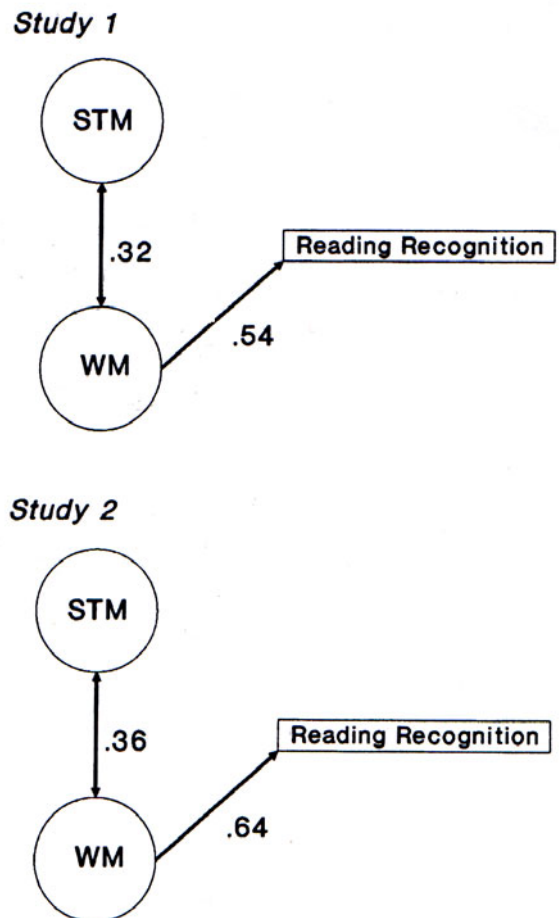 Study 1
STM
.32
Reading Recognition
.54
WM
Study 2
STM
.36
Reading Recognition
.64
WM